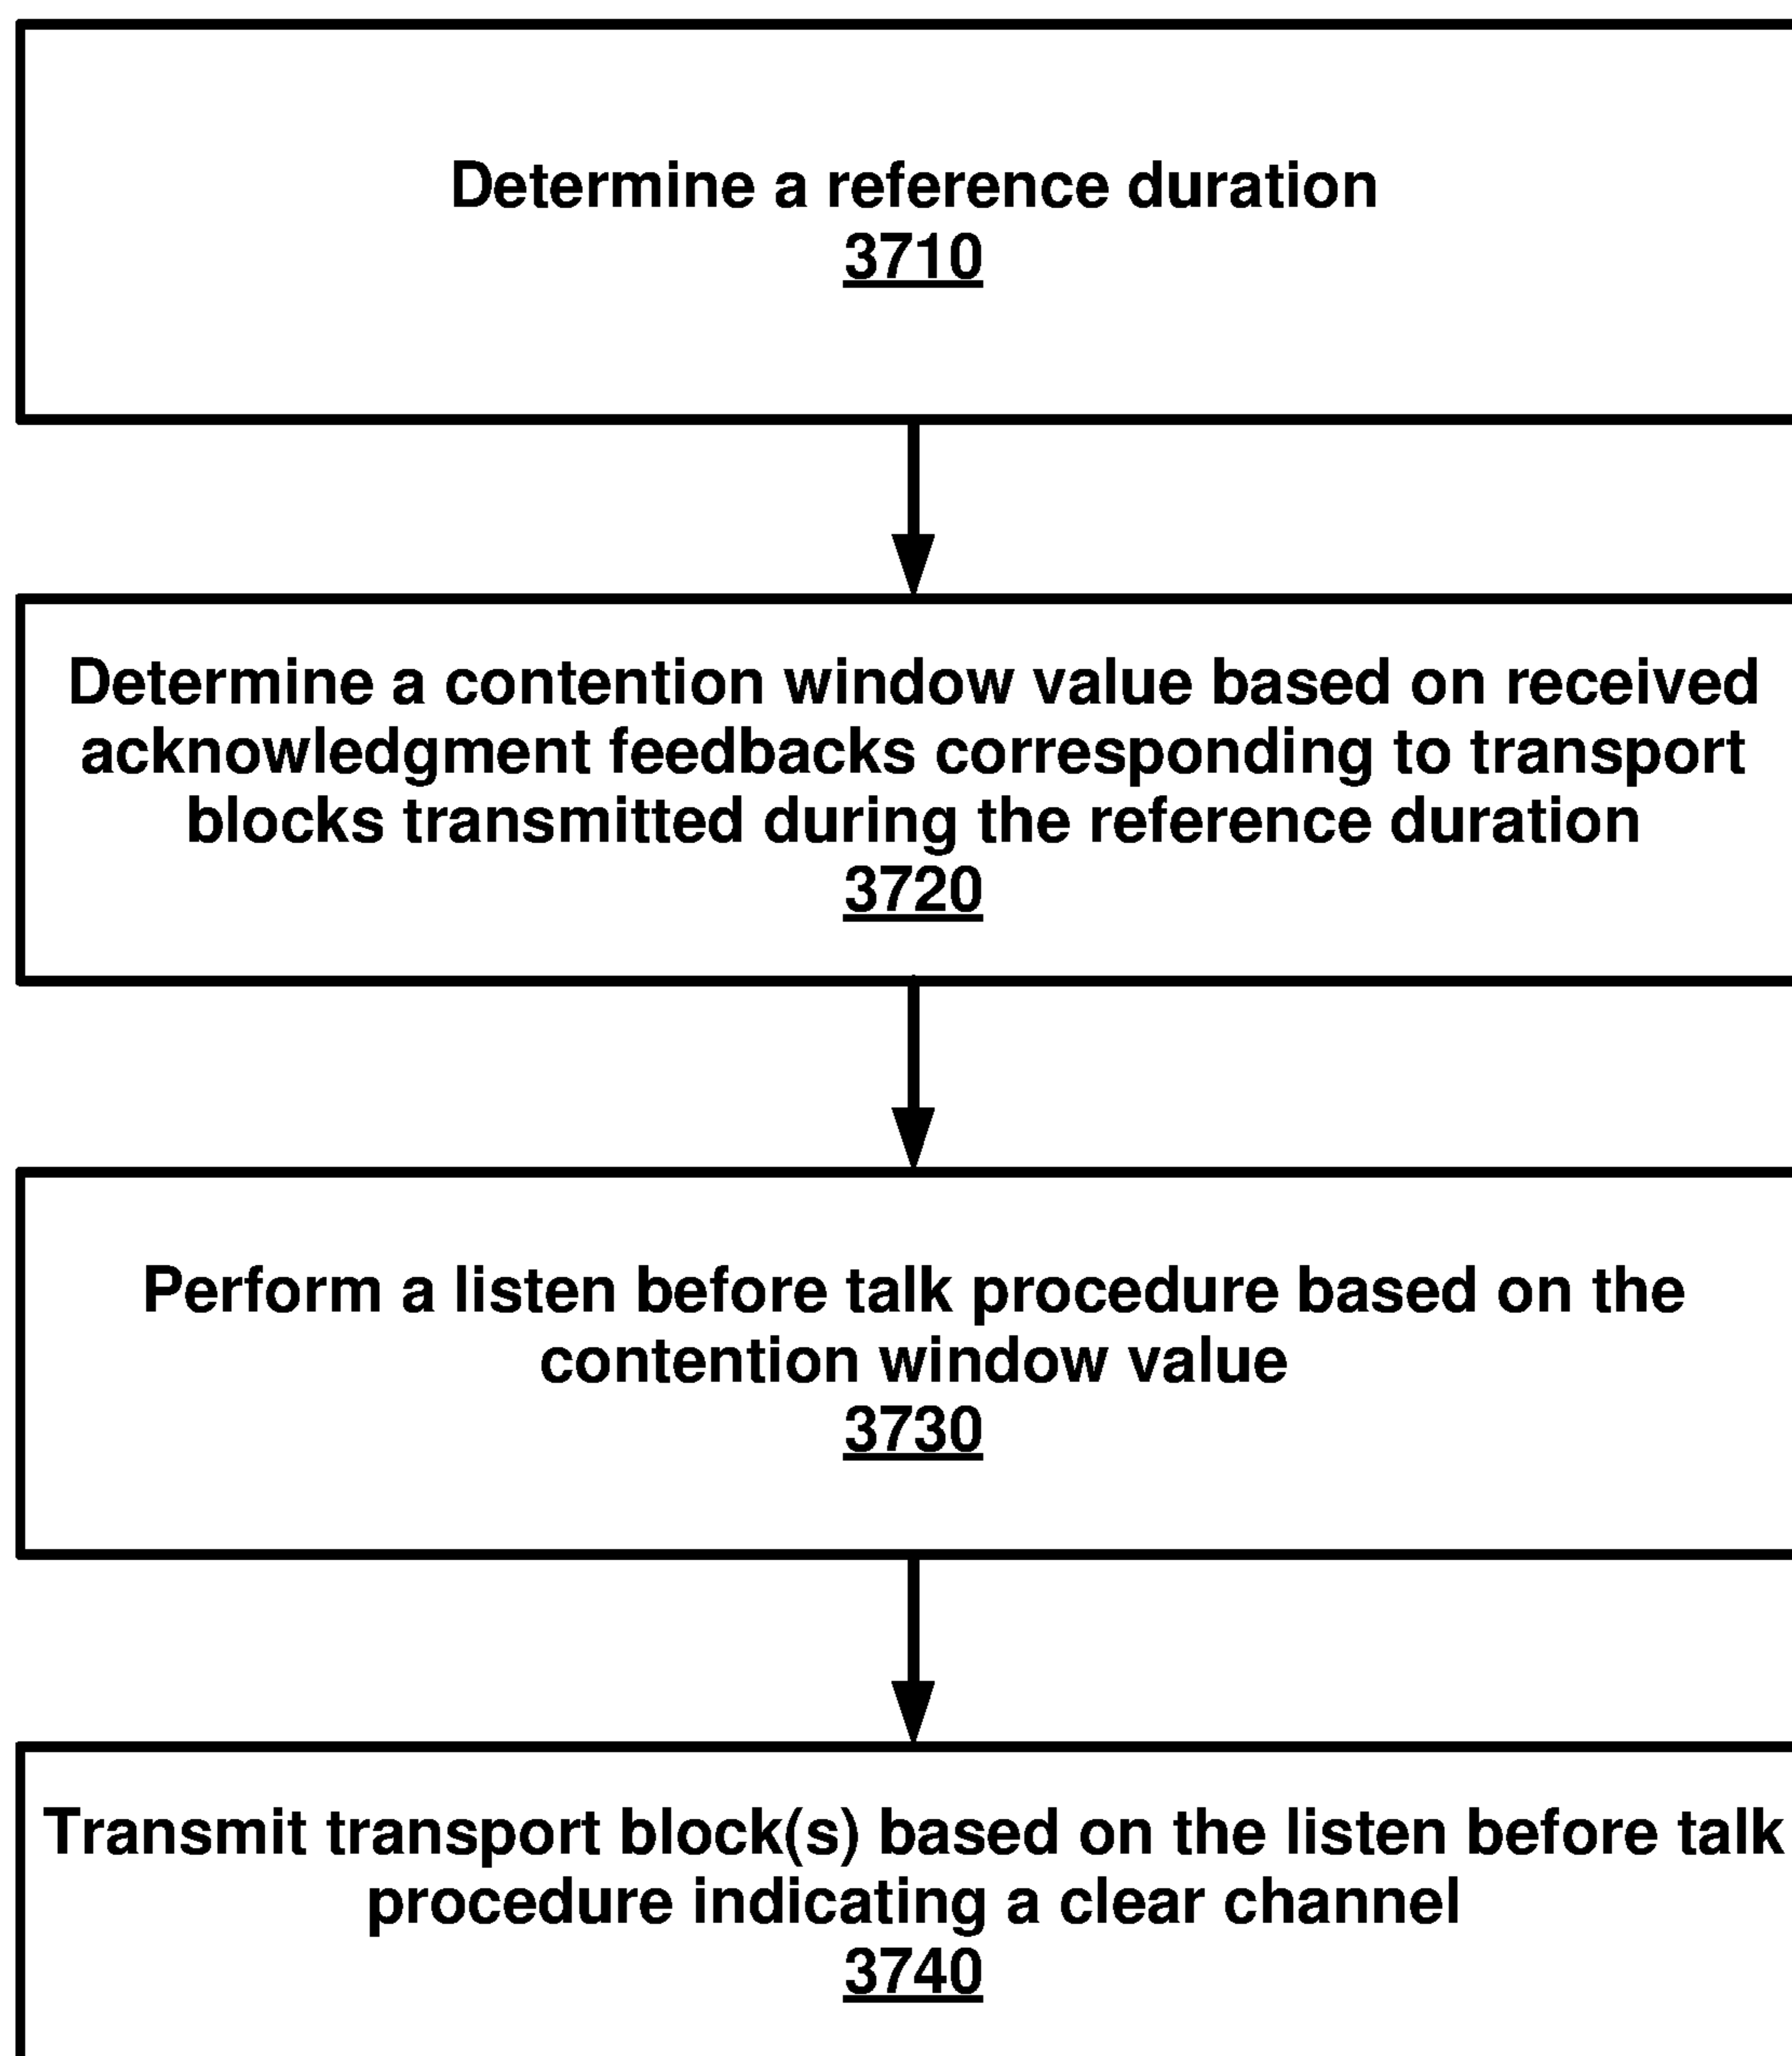 Determine a reference duration
3710
Determine a contention window value based on received
acknowledgment feedbacks corresponding to transport
blocks transmitted during the reference duration
3720
Perform a listen before talk procedure based on the
contention window value
3730
Transmit transport block(s) based on the listen before talk
procedure indicating a clear channel
3740